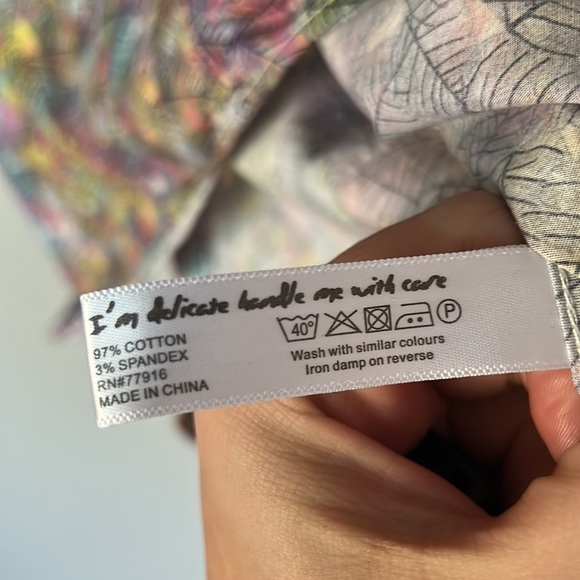 I'm delicate handle me with care
97% COTTON
3% SPANDEX
RN#77916
MADE IN CHINA
40°
P
Wash with similar colours
Iron damp on reverse